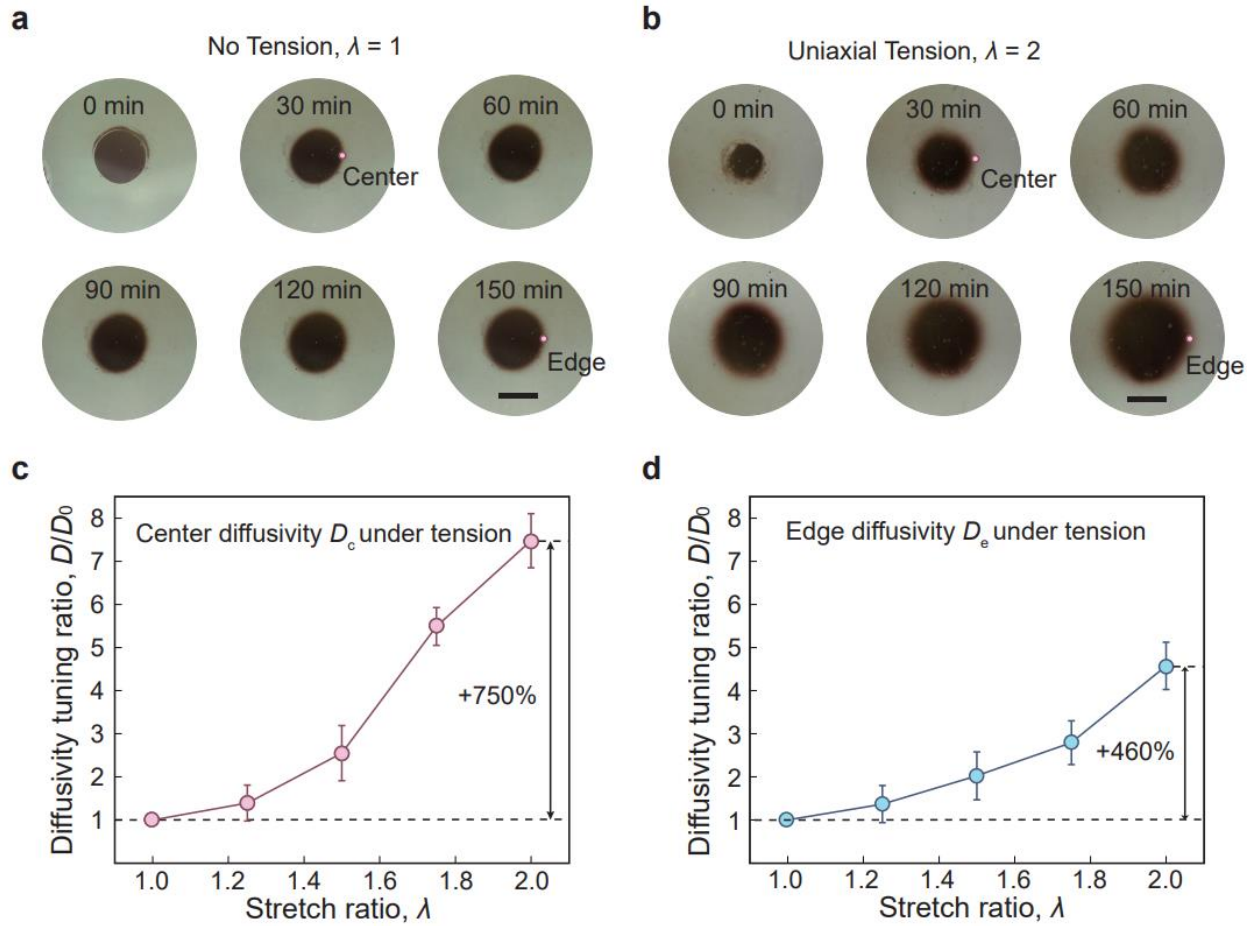 a
No Tension, λ = 1
0 min
30 min
60 min
Center
90 min
120 min
150 min
Edge
b
Uniaxial Tension, λ = 2
0 min
30 min
60 min
Center
90 min
120 min
150 min
Edge
c
Diffusivity tuning ratio, D/D0
8
7
6
5
4
3
2
1
Center diffusivity Dc under tension
+750%
1.0 1.2 1.4 1.6 1.8 2.0
Stretch ratio, λ
d
Diffusivity tuning ratio, D/D0
8
7
6
5
4
3
2
1
Edge diffusivity De under tension
+460%
1.0 1.2 1.4 1.6 1.8 2.0
Stretch ratio, λ